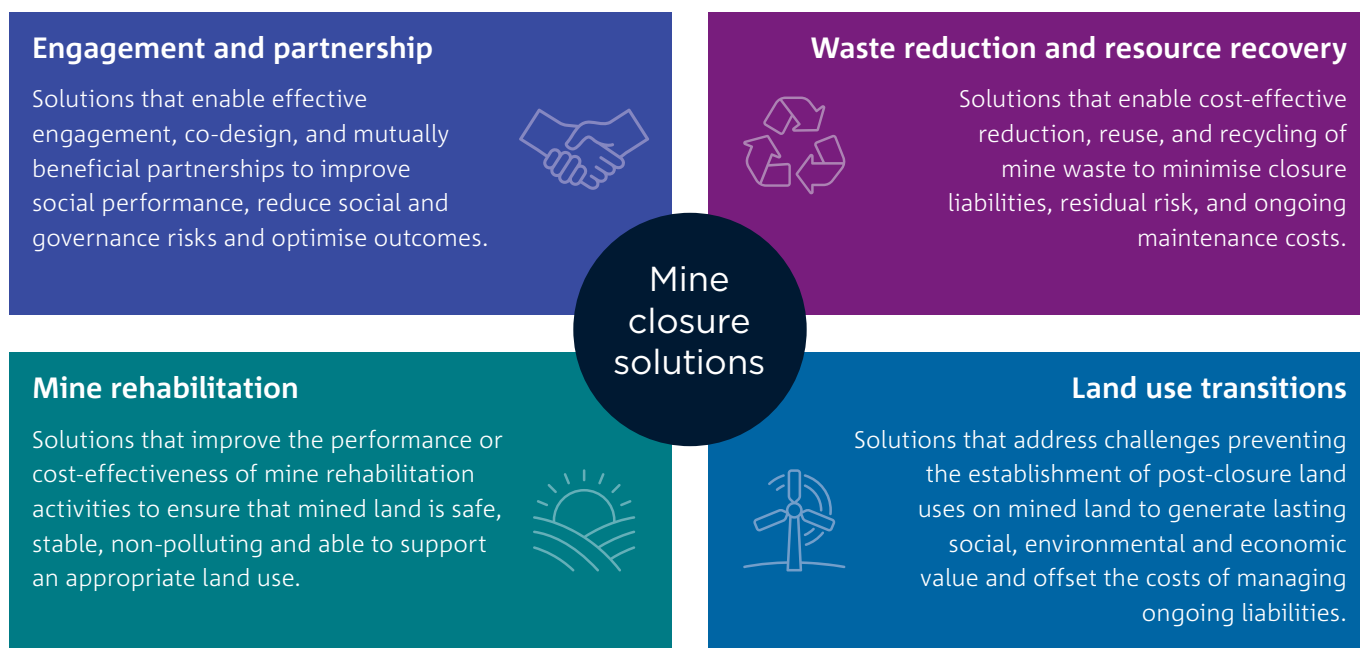 Engagement and partnership
Solutions that enable effective
engagement, co-design, and mutually
beneficial partnerships to improve
social performance, reduce social and
governance risks and optimise outcomes.
Waste reduction and resource recovery
Solutions that enable cost-effective
reduction, reuse, and recycling of
mine waste to minimise closure
liabilities, residual risk, and ongoing
maintenance costs.
Mine
closure
solutions
Mine rehabilitation
Solutions that improve the performance or
cost-effectiveness of mine rehabilitation
activities to ensure that mined land is safe,
stable, non-polluting and able to support
an appropriate land use.
Land use transitions
Solutions that address challenges preventing
the establishment of post-closure land
uses on mined land to generate lasting
social, environmental and economic
value and offset the costs of managing
ongoing liabilities.